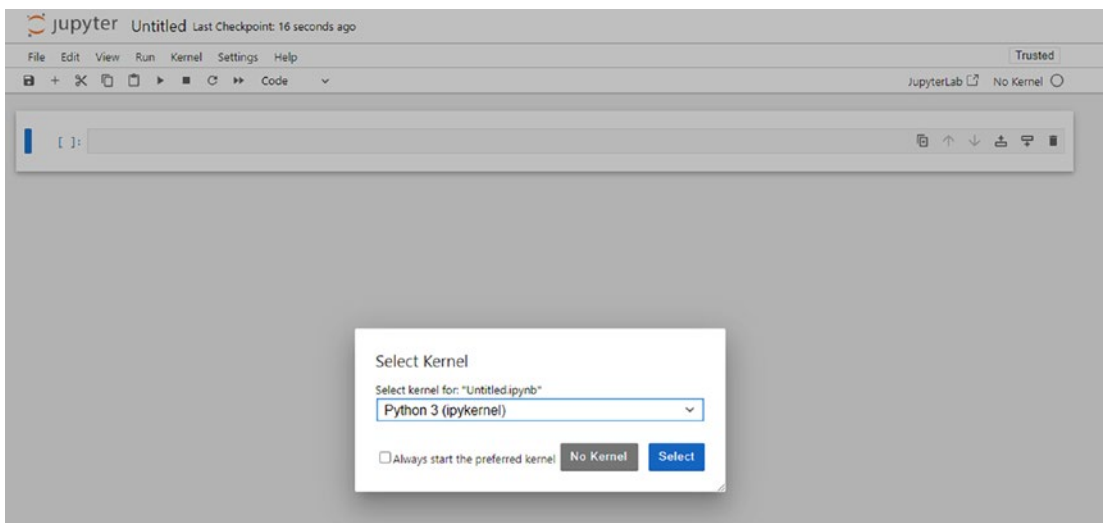 jupyter Untitled Last Checkpoint: 16 seconds ago
File Edit View Run Kernel Settings Help Trusted
Code JupyterLab No Kernel
[ ]:
Select Kernel
Select kernel for: "Untitled.ipynb"
Python 3 (ipykernel)
Always start the preferred kernel No Kernel Select